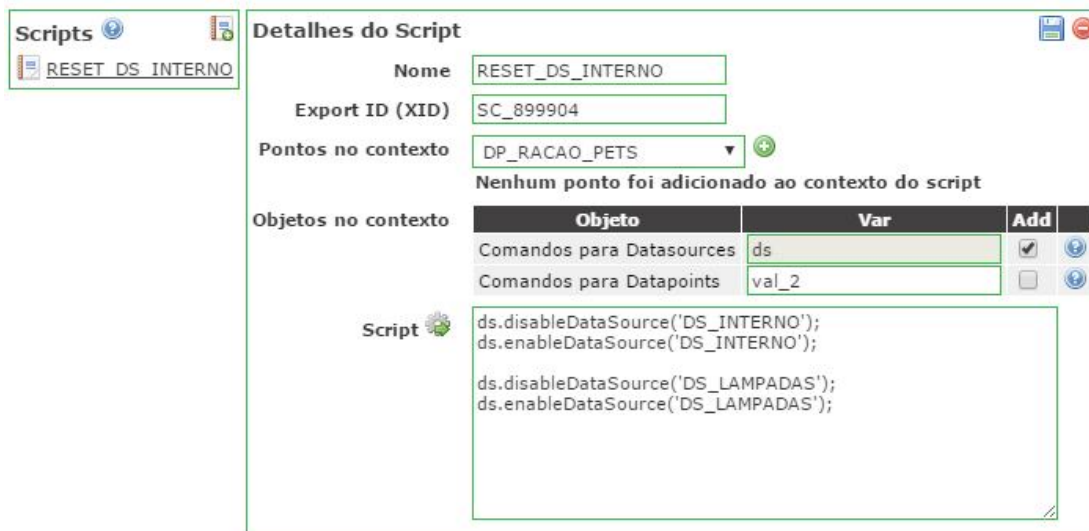 Scripts
RESET_DS_INTERNO
Detalhes do Script
Nome RESET_DS_INTERNO
Export ID (XID) SC_899904
Pontos no contexto DP_RACAO_PETS
Nenhum ponto foi adicionado ao contexto do script
Objetos no contexto Objeto Var Add
Comandos para Datasources ds
Comandos para Datapoints val_2
Script
ds.disableDataSource('DS_INTERNO');
ds.enableDataSource('DS_INTERNO');
ds.disableDataSource('DS_LAMPADAS');
ds.enableDataSource('DS_LAMPADAS');